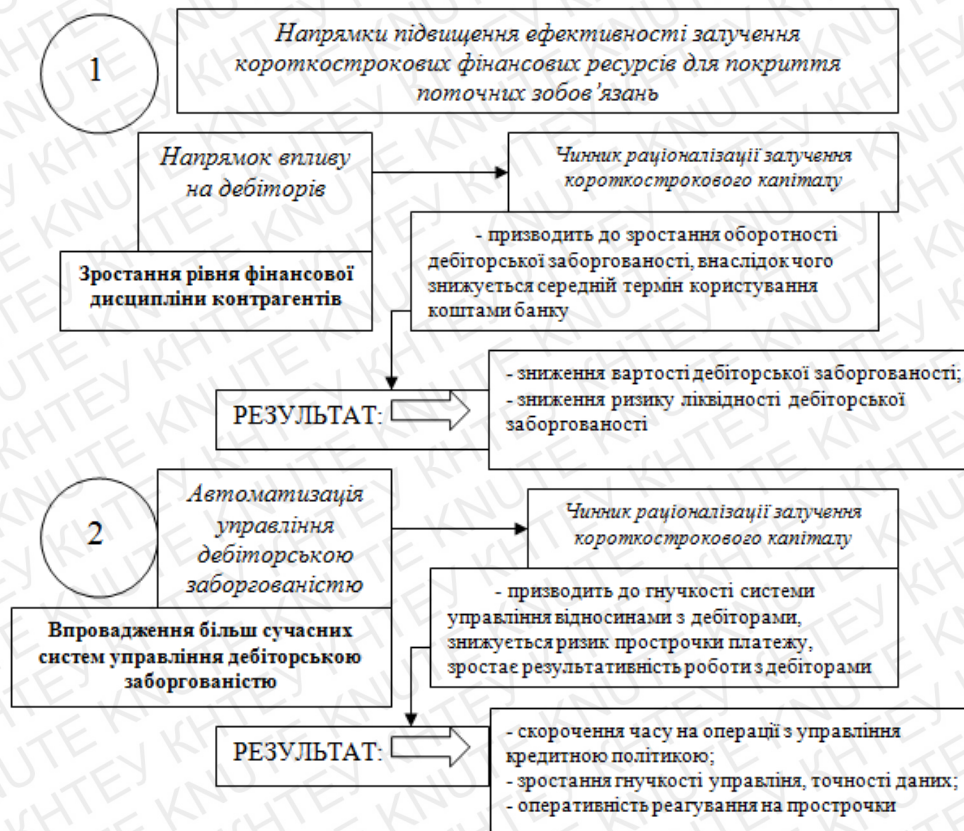 1
Напрямки підвищення ефективності залучення
короткострокових фінансових ресурсів для покриття
поточних зобов’язань
Напрямок впливу
на дебіторів
Чинник раціоналізації залучення
короткострокового капіталу
Зростання рівня фінансової
дисципліни контрагентів
- призводить до зростання оборотності
дебіторської заборгованості, внаслідок чого
знижується середній термін користування
коштами банку
РЕЗУЛЬТАТ:
- зниження вартості дебіторської заборгованості;
- зниження ризику ліквідності дебіторської
заборгованості
2
Автоматизація
управління
дебіторською
заборгованістю
Чинник раціоналізації залучення
короткострокового капіталу
Впровадження більш сучасних
систем управління дебіторською
заборгованістю
- призводить до гнучкості системи
управління відносинами з дебіторами,
знижується ризик прострочки платежу,
зростає результативність роботи з дебіторами
РЕЗУЛЬТАТ:
- скорочення часу на операції з управління
кредитною політикою;
- зростання гнучкості управліня, точності даних;
- оперативність реагування на прострочки
KNUTE КНТЕУ